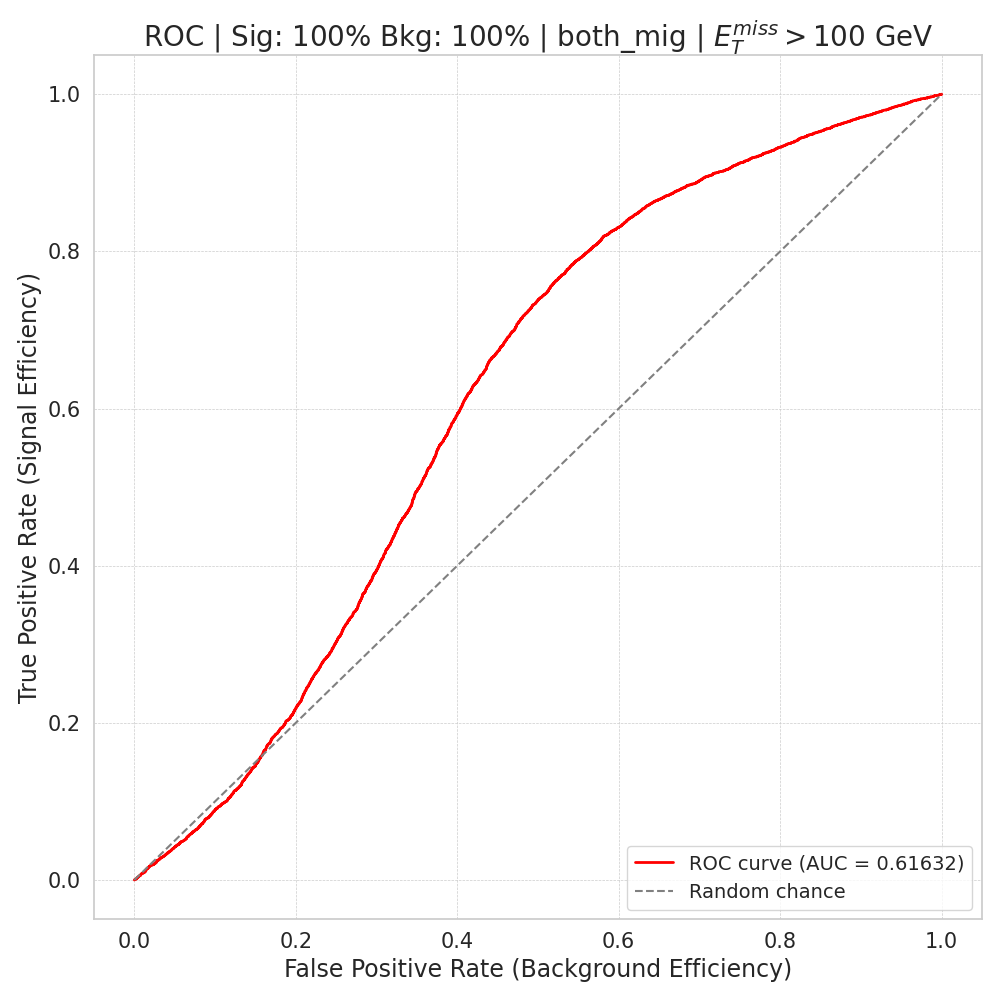 ROC | Sig: 100% Bkg: 100% | both_mig | $E_T^{miss} > 100$ GeV
1.0
0.8
0.6
0.4
0.2
0.0
True Positive Rate (Signal Efficiency)
ROC curve (AUC = 0.61632)
Random chance
0.0 0.2 0.4 0.6 0.8 1.0
False Positive Rate (Background Efficiency)